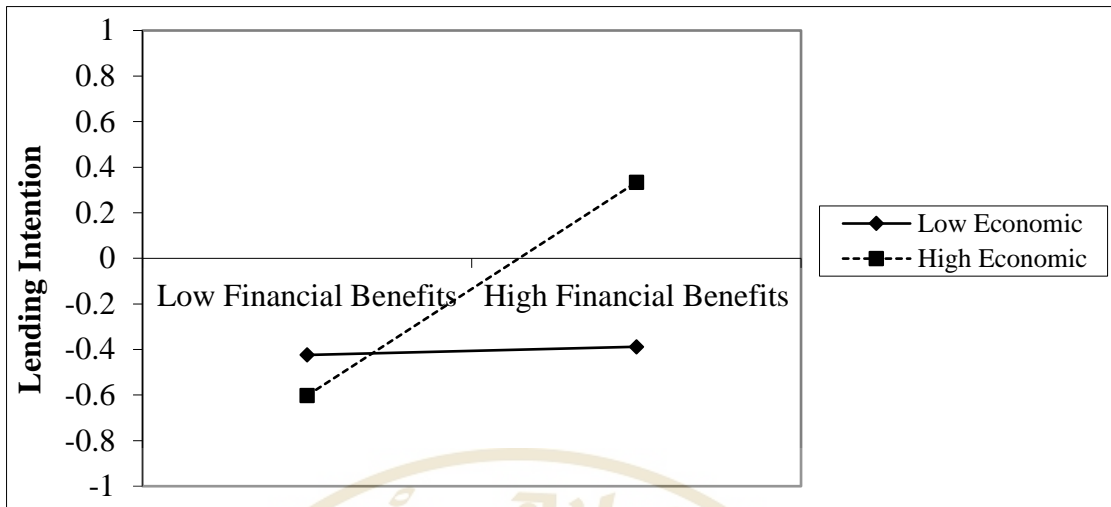 1
0.8
0.6
0.4
0.2
0
-0.2
-0.4
-0.6
-0.8
-1
Lending Intention
Low Financial Benefits
High Financial Benefits
Low Economic
High Economic